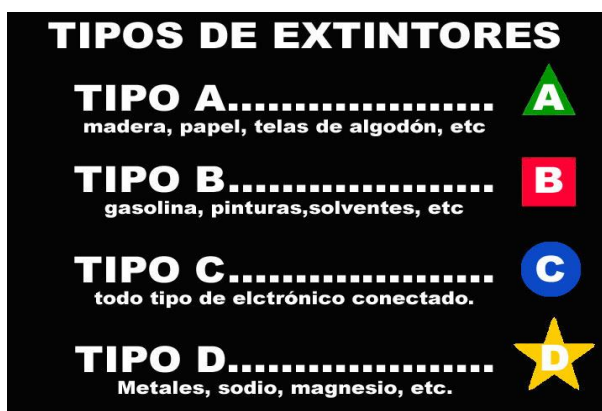 TIPOS DE EXTINTORES
TIPO A.................... A
madera, papel, telas de algodón, etc
TIPO B.................... B
gasolina, pinturas,solventes, etc
TIPO C.................... C
todo tipo de elctrónico conectado.
TIPO D.................... D
Metales, sodio, magnesio, etc.